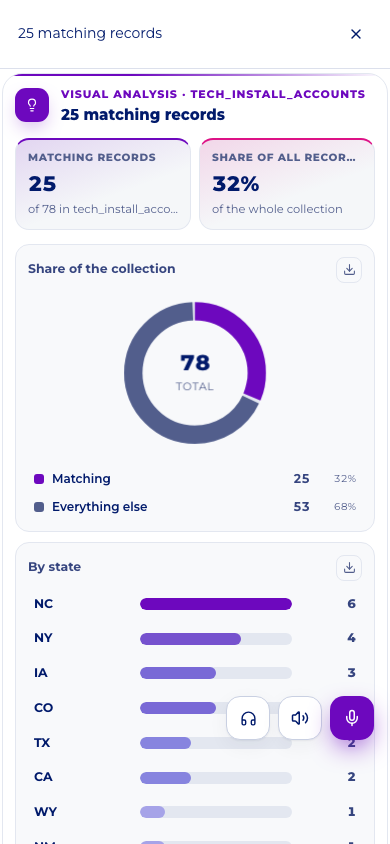 25 matching records
VISUAL ANALYSIS · TECH_INSTALL_ACCOUNTS
25 matching records
MATCHING RECORDS
25
of 78 in tech_install_acco...
SHARE OF ALL RECOR...
32%
of the whole collection
Share of the collection
78
TOTAL
Matching 25 32%
Everything else 53 68%
By state
NC 6
NY 4
IA 3
CO
TX 2
CA 2
WY 1